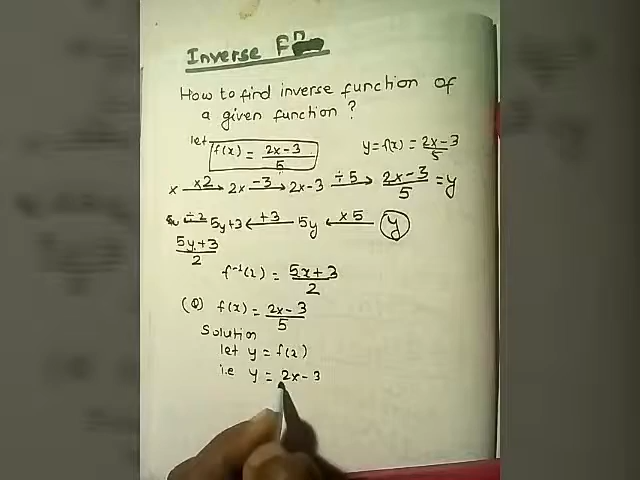 Inverse Fn
How to find inverse function of
a given function ?
let f(x) = 2x-3/5 y = f(x) = 2x-3/5
x ×2→ 2x -3→ 2x-3 ÷5→ 2x-3/5 = y
÷2← 5y+3 ←+3 5y ←×5 y
5y+3/2
f⁻¹(x) = 5x+3/2
(Q) f(x) = 2x-3/5
Solution
let y = f(x)
i.e y = 2x-3